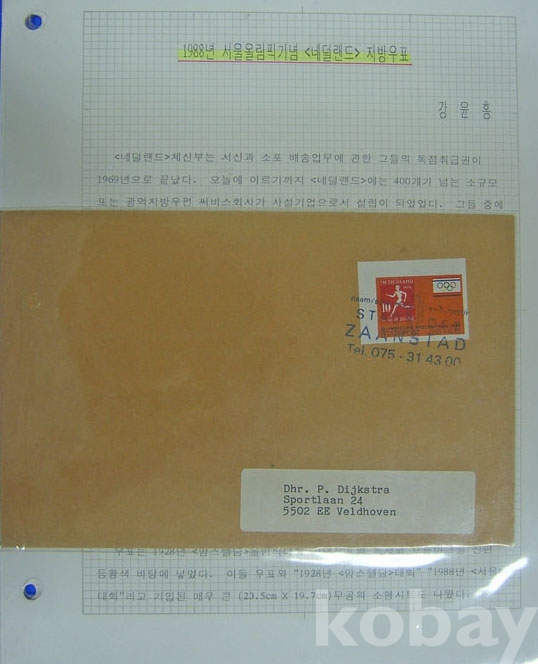 1988년 서울올림픽기념 <네덜랜드> 지방우표
강 윤 흥
<네덜랜드>체신부는 서신과 소포 배송업무에 관한 그들의 독점취급권이
1969년으로 끝났다. 오늘에 이르기까지 <네덜랜드>에는 400개가 넘는 소규모
또는 광역지방우편 써비스회사가 사설기업으로서 설립이 되었었다. 그들 중에
10
ST
ZAANSTAD
Tel. 075-31 43 00
Dhr. P. Dijkstra
Sportlaan 24
5502 EE Veldhoven
우표은 1928년 <암스텔담>
등황색 바탕에 넣었다. 이들 우표와 "1928년 <암스텔담>대회" "1988년 <서울>
대회"라고 기입된 매우 큰 (20.5cm X 19.7cm)무공의 소형시트도 나왔다.
kobay